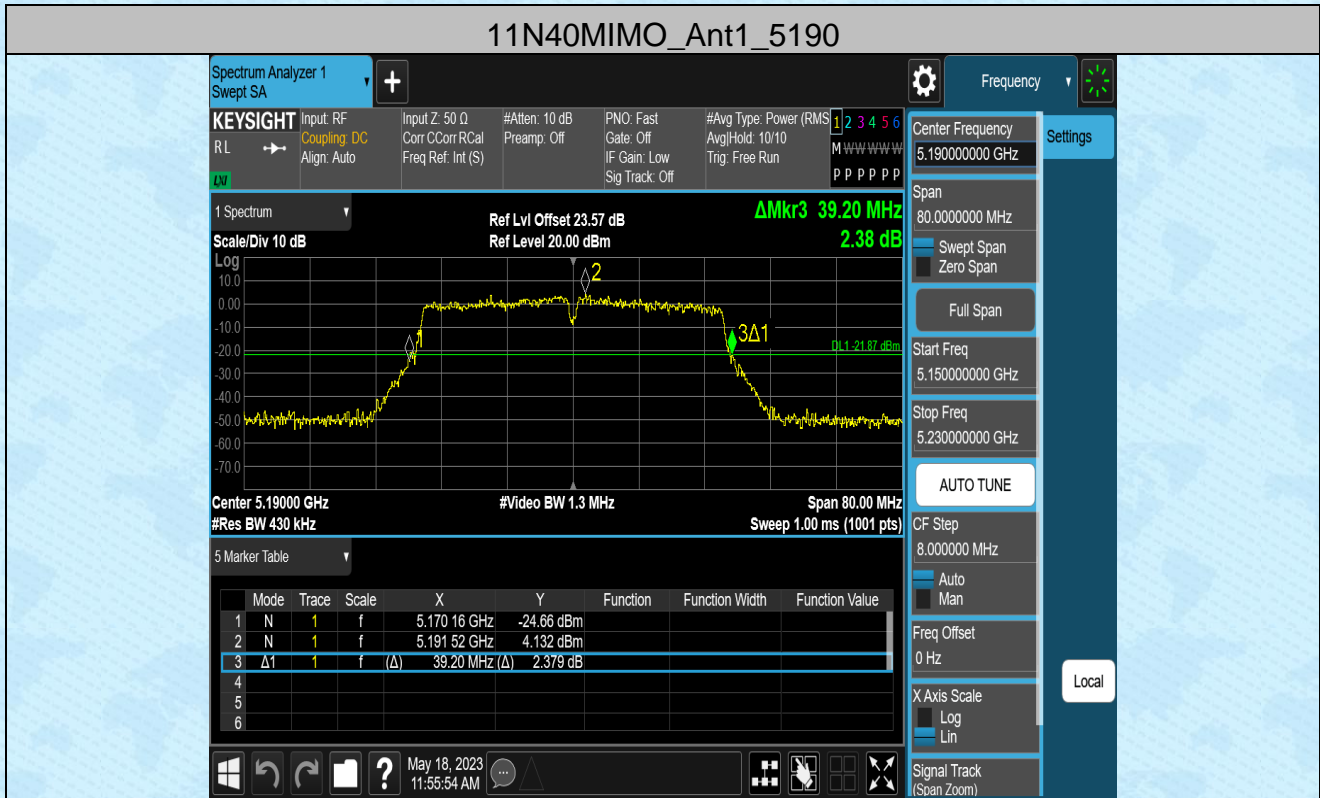 11N40MIMO_Ant1_5190
Spectrum Analyzer 1
Swept SA
+
Frequency
KEYSIGHT
RL
LXI
Input: RF
Coupling: DC
Align: Auto
Input Z: 50 Ω
Corr CCorr RCal
Freq Ref: Int (S)
#Atten: 10 dB
Preamp: Off
PNO: Fast
Gate: Off
IF Gain: Low
Sig Track: Off
#Avg Type: Power (RMS
Avg|Hold: 10/10
Trig: Free Run
1 2 3 4 5 6
M W W W W W
P P P P P P
1 Spectrum
Scale/Div 10 dB
Ref Lvl Offset 23.57 dB
Ref Level 20.00 dBm
ΔMkr3 39.20 MHz
2.38 dB
Log
10.0
0.00
-10.0
-20.0
-30.0
-40.0
-50.0
-60.0
-70.0
2
3Δ1
DL1 -21.87 dBm
Center 5.19000 GHz
#Video BW 1.3 MHz
Span 80.00 MHz
#Res BW 430 kHz
Sweep 1.00 ms (1001 pts)
5 Marker Table
Mode Trace Scale X Y Function Function Width Function Value
1 N 1 f 5.170 16 GHz -24.66 dBm
2 N 1 f 5.191 52 GHz 4.132 dBm
3 Δ1 1 f (Δ) 39.20 MHz (Δ) 2.379 dB
4
5
6
?
May 18, 2023
11:55:54 AM
Center Frequency
5.190000000 GHz
Settings
Span
80.0000000 MHz
Swept Span
Zero Span
Full Span
Start Freq
5.150000000 GHz
Stop Freq
5.230000000 GHz
AUTO TUNE
CF Step
8.000000 MHz
Auto
Man
Freq Offset
0 Hz
X Axis Scale
Log
Lin
Local
Signal Track
(Span Zoom)